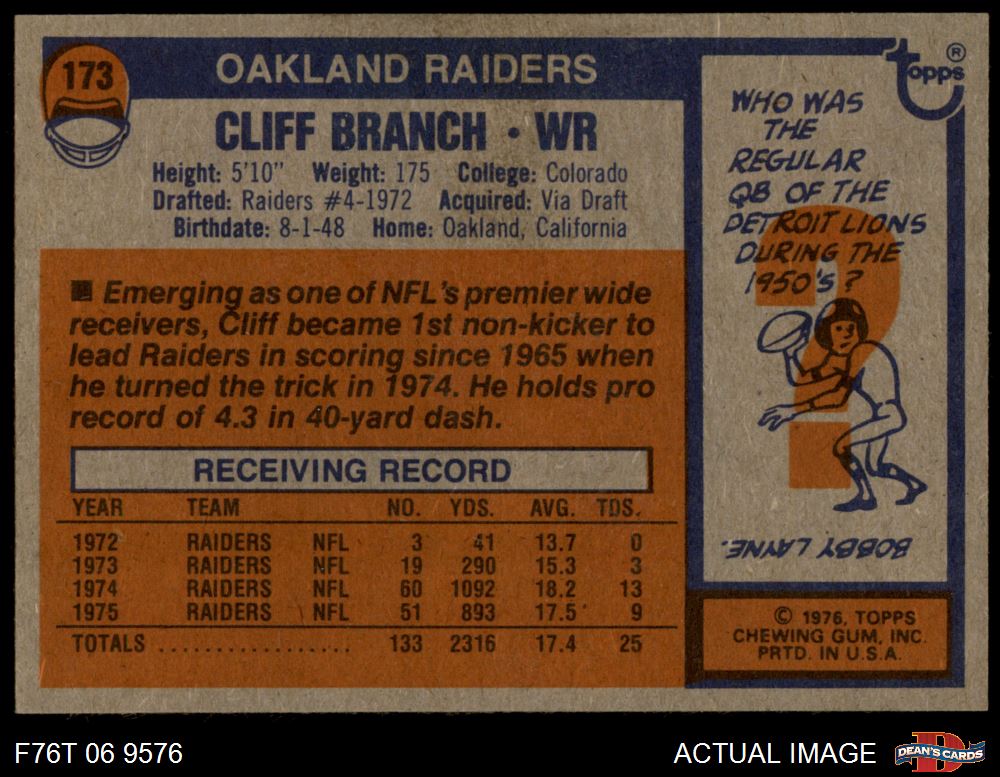 173
OAKLAND RAIDERS
CLIFF BRANCH • WR
Height: 5'10" Weight: 175 College: Colorado
Drafted: Raiders #4-1972 Acquired: Via Draft
Birthdate: 8-1-48 Home: Oakland, California
■ Emerging as one of NFL's premier wide
receivers, Cliff became 1st non-kicker to
lead Raiders in scoring since 1965 when
he turned the trick in 1974. He holds pro
record of 4.3 in 40-yard dash.
RECEIVING RECORD
YEAR TEAM NO. YDS. AVG. TDS.
1972 RAIDERS NFL 3 41 13.7 0
1973 RAIDERS NFL 19 290 15.3 3
1974 RAIDERS NFL 60 1092 18.2 13
1975 RAIDERS NFL 51 893 17.5 9
TOTALS .................. 133 2316 17.4 25
Topps ®
WHO WAS
THE
REGULAR
QB OF THE
DETROIT LIONS
DURING THE
1950's?
?
BOBBY LAYNE.
© 1976, TOPPS
CHEWING GUM, INC.
PRTD. IN U.S.A.
F76T 06 9576
ACTUAL IMAGE
D
DEAN'S CARDS